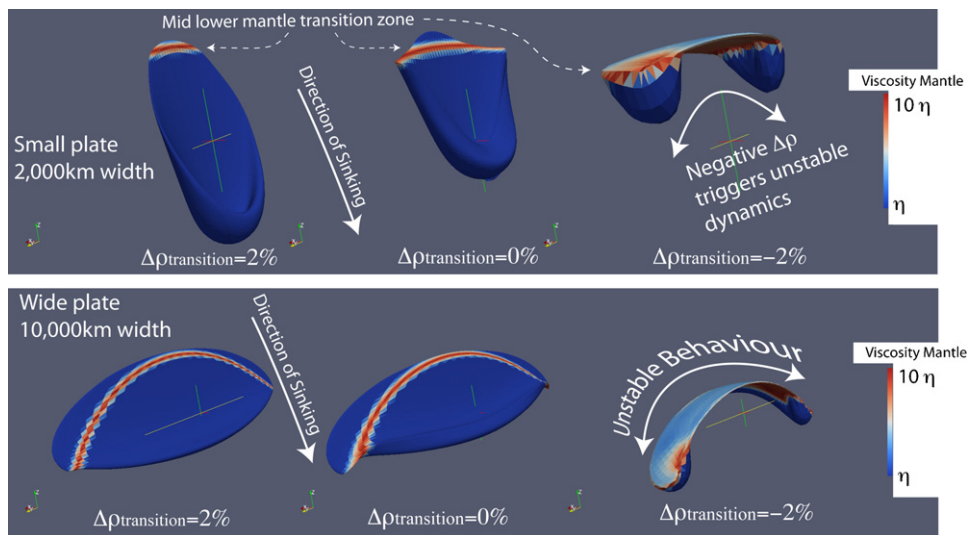 Mid lower mantle transition zone
Viscosity Mantle
10 η
η
Small plate
2,000km width
Direction of Sinking
Negative Δρ
triggers unstable
dynamics
Δρtransition=2%
Δρtransition=0%
Δρtransition=-2%
Wide plate
10,000km width
Direction of Sinking
Unstable Behaviour
Viscosity Mantle
10 η
η
Δρtransition=2%
Δρtransition=0%
Δρtransition=-2%